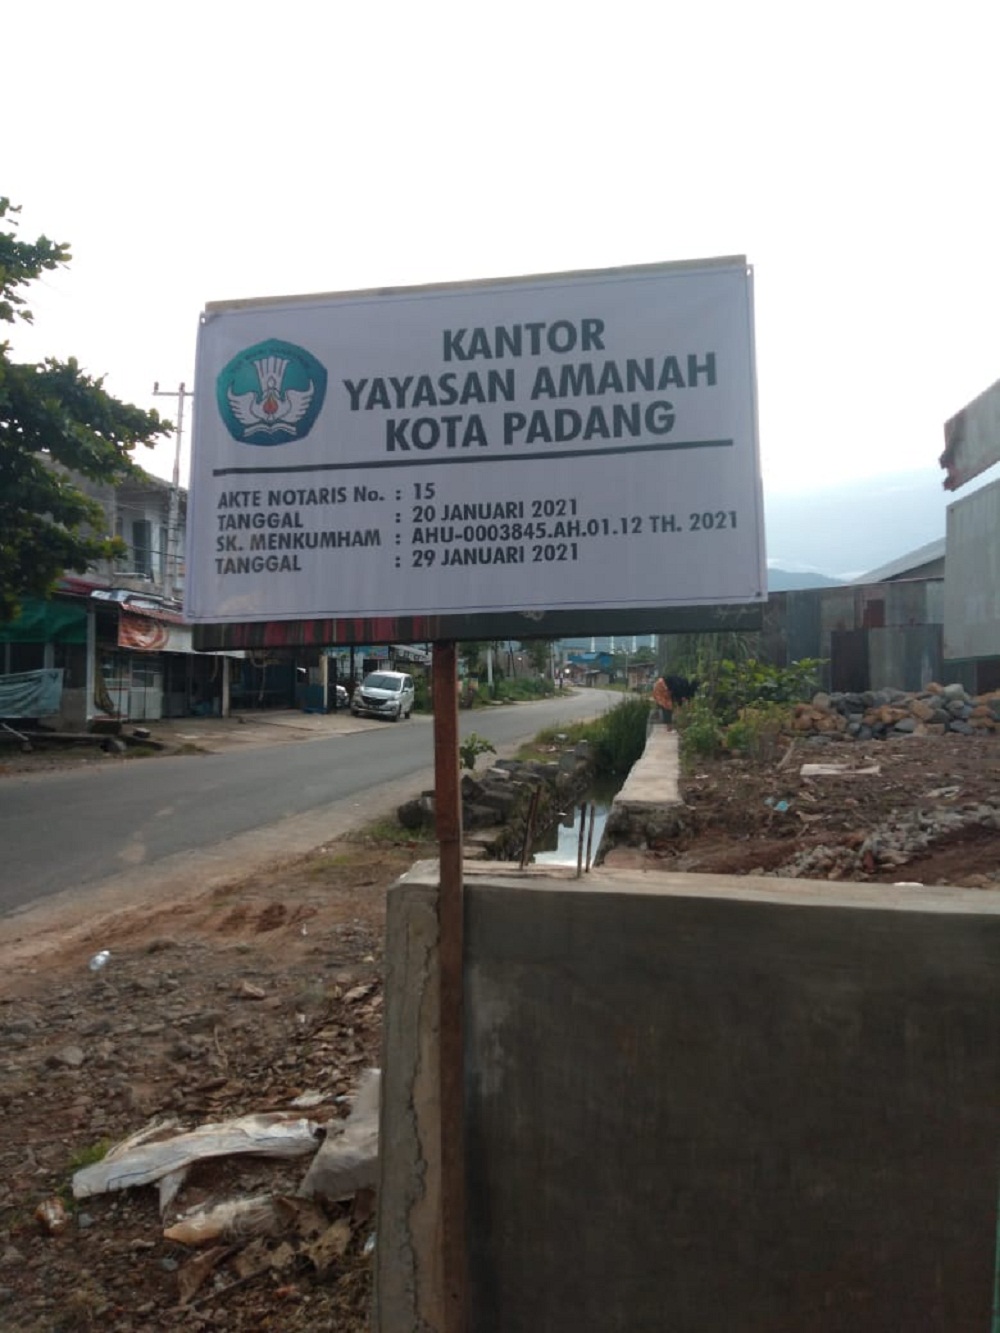 KANTOR
YAYASAN AMANAH
KOTA PADANG
AKTE NOTARIS No. : 15
TANGGAL : 20 JANUARI 2021
SK. MENKUMHAM : AHU-0003845.AH.01.12 TH. 2021
TANGGAL : 29 JANUARI 2021